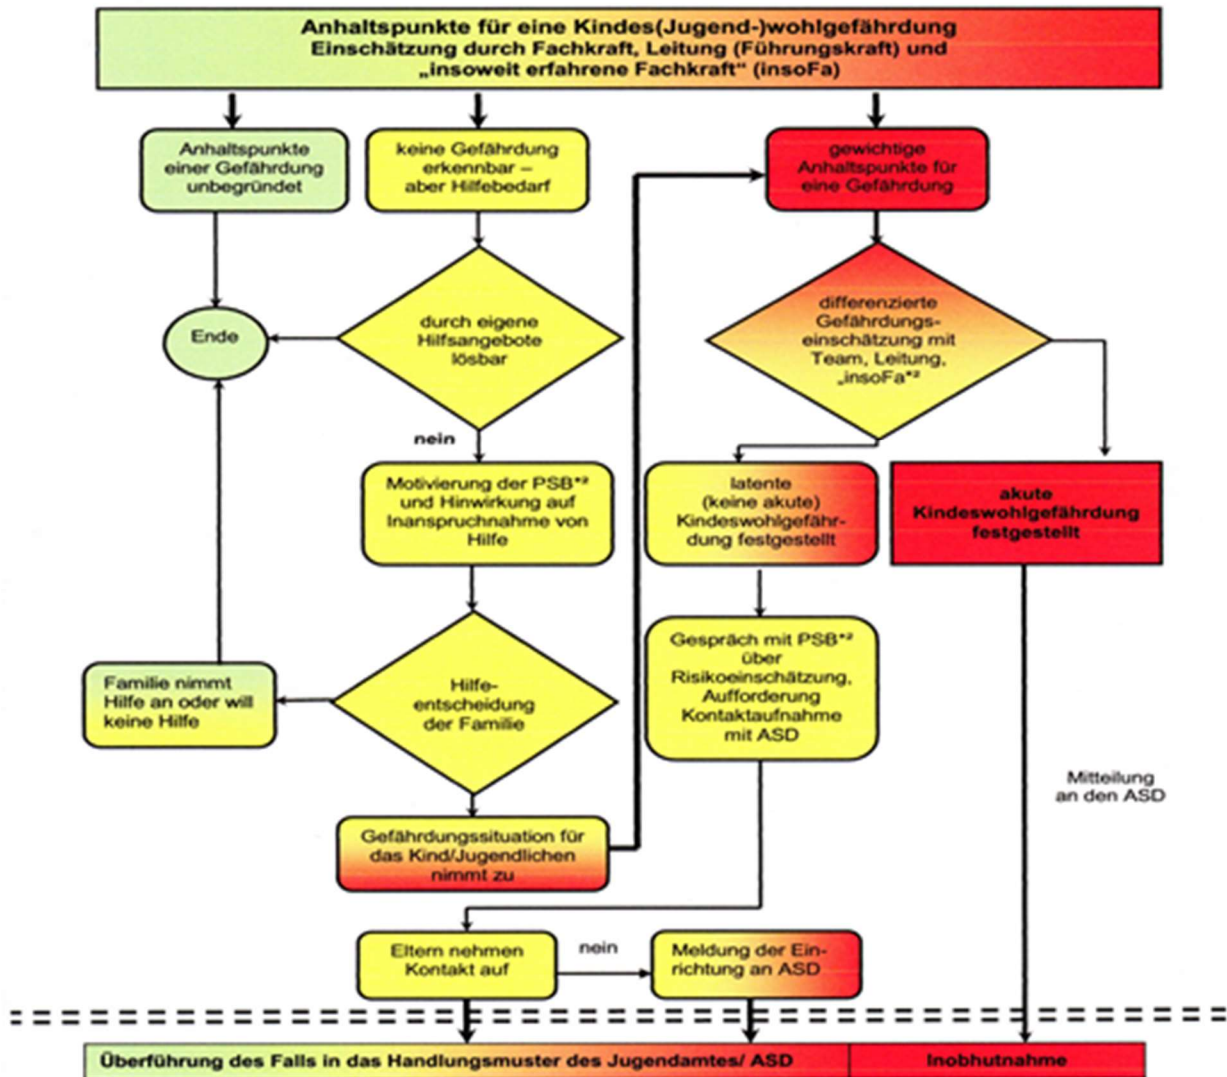 Anhaltspunkte für eine Kindes(Jugend-)wohlgefährdung
Einschätzung durch Fachkraft, Leitung (Führungskraft) und
„insoweit erfahrene Fachkraft“ (insoFa)
Anhaltspunkte
einer Gefährdung
unbegründet
keine Gefährdung
erkennbar –
aber Hilfebedarf
gewichtige
Anhaltspunkte für
eine Gefährdung
Ende
durch eigene
Hilfsangebote
lösbar
differenzierte
Gefährdungs-
einschätzung mit
Team, Leitung,
„insoFa*²
nein
Motivierung der PSB*²
und Hinwirkung auf
Inanspruchnahme von
Hilfe
latente
(keine akute)
Kindeswohlgefähr-
dung festgestellt
akute
Kindeswohlgefährdung
festgestellt
Familie nimmt
Hilfe an oder will
keine Hilfe
Hilfe-
entscheidung
der Familie
Gespräch mit PSB*²
über
Risikoeinschätzung,
Aufforderung
Kontaktaufnahme
mit ASD
Mitteilung
an den ASD
Gefährdungssituation für
das Kind/Jugendlichen
nimmt zu
Eltern nehmen
Kontakt auf
nein
Meldung der Ein-
richtung an ASD
Überführung des Falls in das Handlungsmuster des Jugendamtes/ ASD
Inobhutnahme